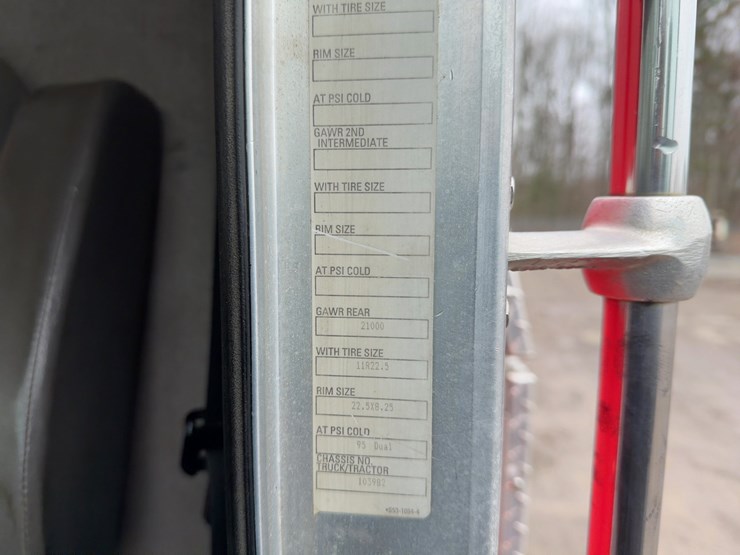 WITH TIRE SIZE
RIM SIZE
AT PSI COLD
GAWR 2ND
INTERMEDIATE
WITH TIRE SIZE
RIM SIZE
AT PSI COLD
GAWR REAR
21000
WITH TIRE SIZE
11R22.5
RIM SIZE
22.5X8.25
AT PSI COLD
95 Dual
CHASSIS NO.
TRUCK/TRACTOR